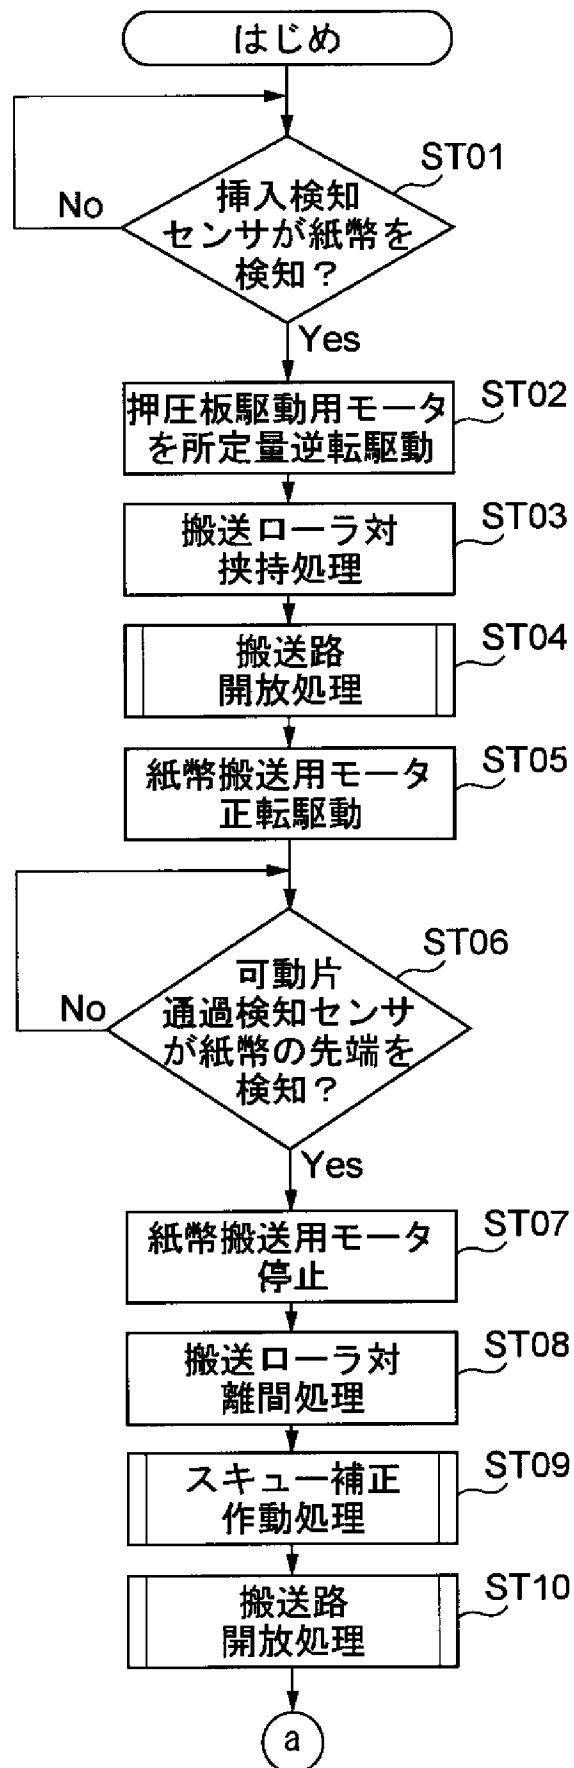 はじめ
ST01
挿入検知
センサが紙幣を
検知？
No
Yes
ST02
押圧板駆動用モータ
を所定量逆転駆動
ST03
搬送ローラ対
挟持処理
ST04
搬送路
開放処理
ST05
紙幣搬送用モータ
正転駆動
ST06
可動片
通過検知センサ
が紙幣の先端を
検知？
No
Yes
ST07
紙幣搬送用モータ
停止
ST08
搬送ローラ対
離間処理
ST09
スキュー補正
作動処理
ST10
搬送路
開放処理
a